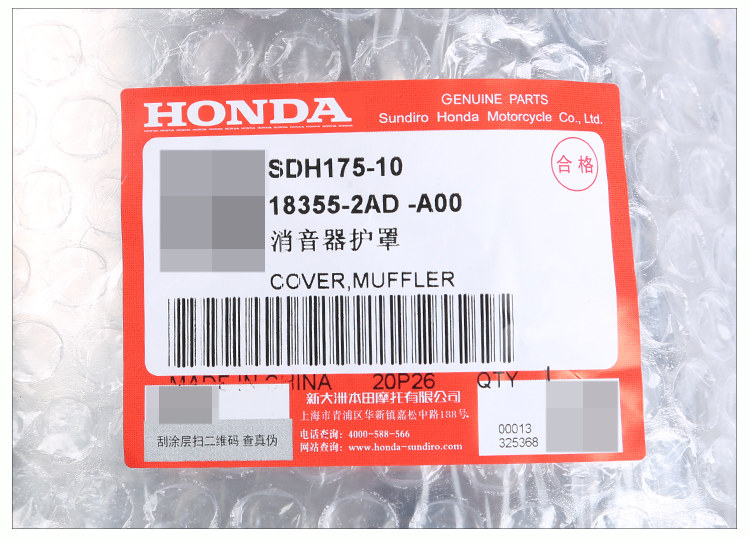 HONDA
GENUINE PARTS
Sundiro Honda Motorcycle Co., Ltd.
合格
SDH175-10
18355-2AD -A00
消音器护罩
COVER,MUFFLER
MADE IN CHINA 20P26 QTY
新大洲本田摩托有限公司
上海市青浦区华新镇嘉松中路188号
电话查询：4000-588-566
网站查询：www.honda-sundiro.com
刮涂层扫二维码 查真伪
00013
325368